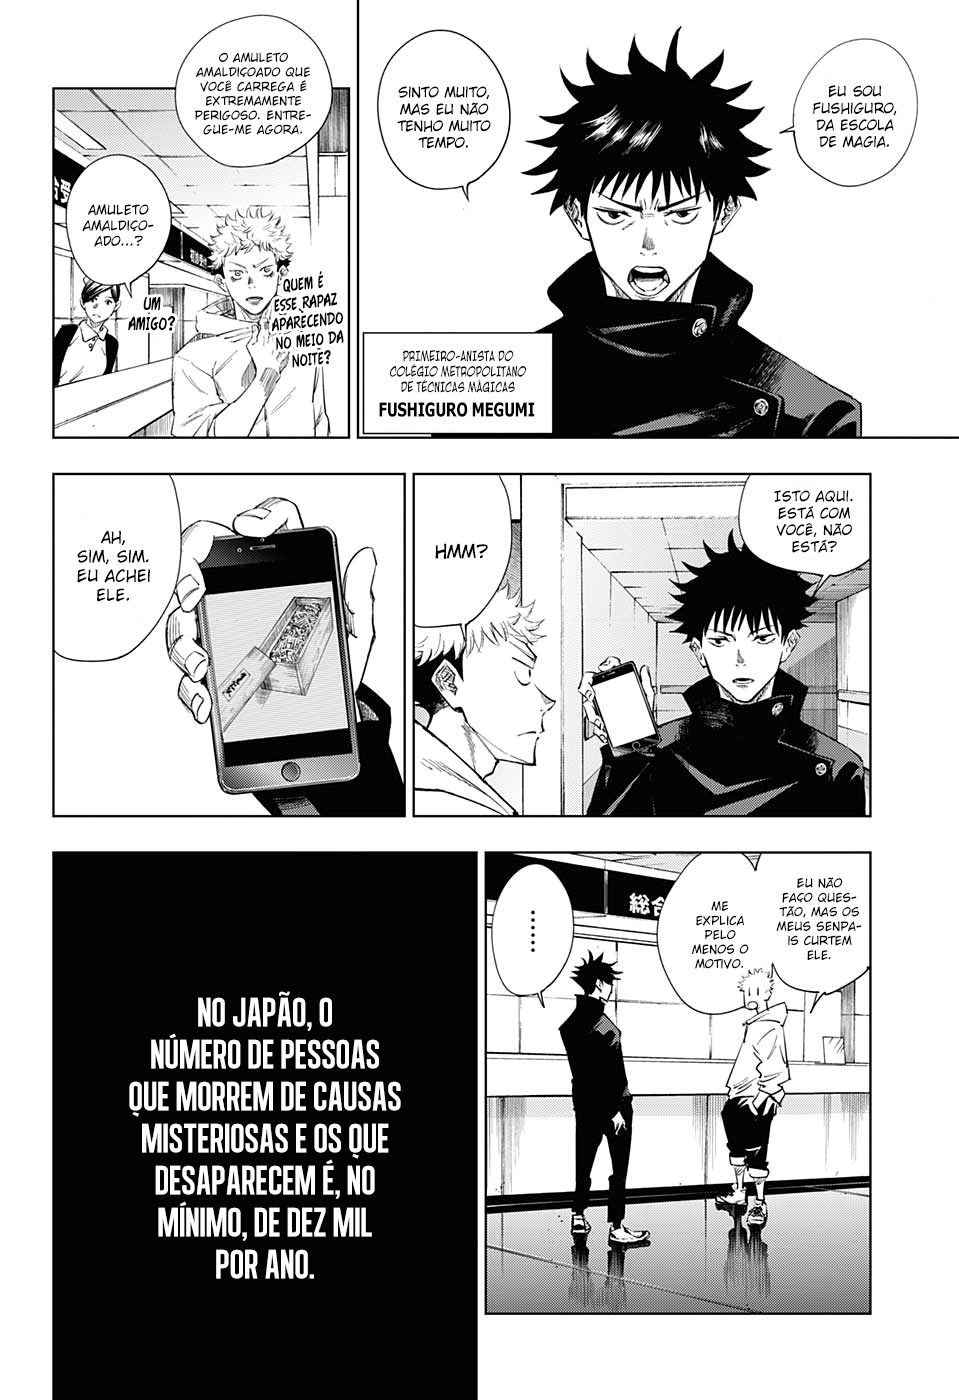 EU SOU
FUSHIGURO,
DA ESCOLA
DE MAGIA.
SINTO MUITO,
MAS EU NÃO
TENHO MUITO
TEMPO.
PRIMEIRO-ANISTA DO
COLÉGIO METROPOLITANO
DE TÉCNICAS MÁGICAS
FUSHIGURO MEGUMI
O AMULETO
AMALDIÇOADO QUE
VOCÊ CARREGA É
EXTREMAMENTE
PERIGOSO. ENTRE-
GUE-ME AGORA.
QUEM É
ESSE RAPAZ
APARECENDO
NO MEIO DA
NOITE?
AMULETO
AMALDIÇO-
ADO...?
UM
AMIGO?
ISTO AQUI.
ESTÁ COM
VOCÊ, NÃO
ESTÁ?
HMM?
AH,
SIM, SIM.
EU ACHEI
ELE.
EU NÃO
FAÇO QUES-
TÃO, MAS OS
MEUS SENPA-
IS CURTEM
ELE.
ME
EXPLICA
PELO
MENOS O
MOTIVO.
総合
NO JAPÃO, O
NÚMERO DE PESSOAS
QUE MORREM DE CAUSAS
MISTERIOSAS E OS QUE
DESAPARECEM É, NO
MÍNIMO, DE DEZ MIL
POR ANO.